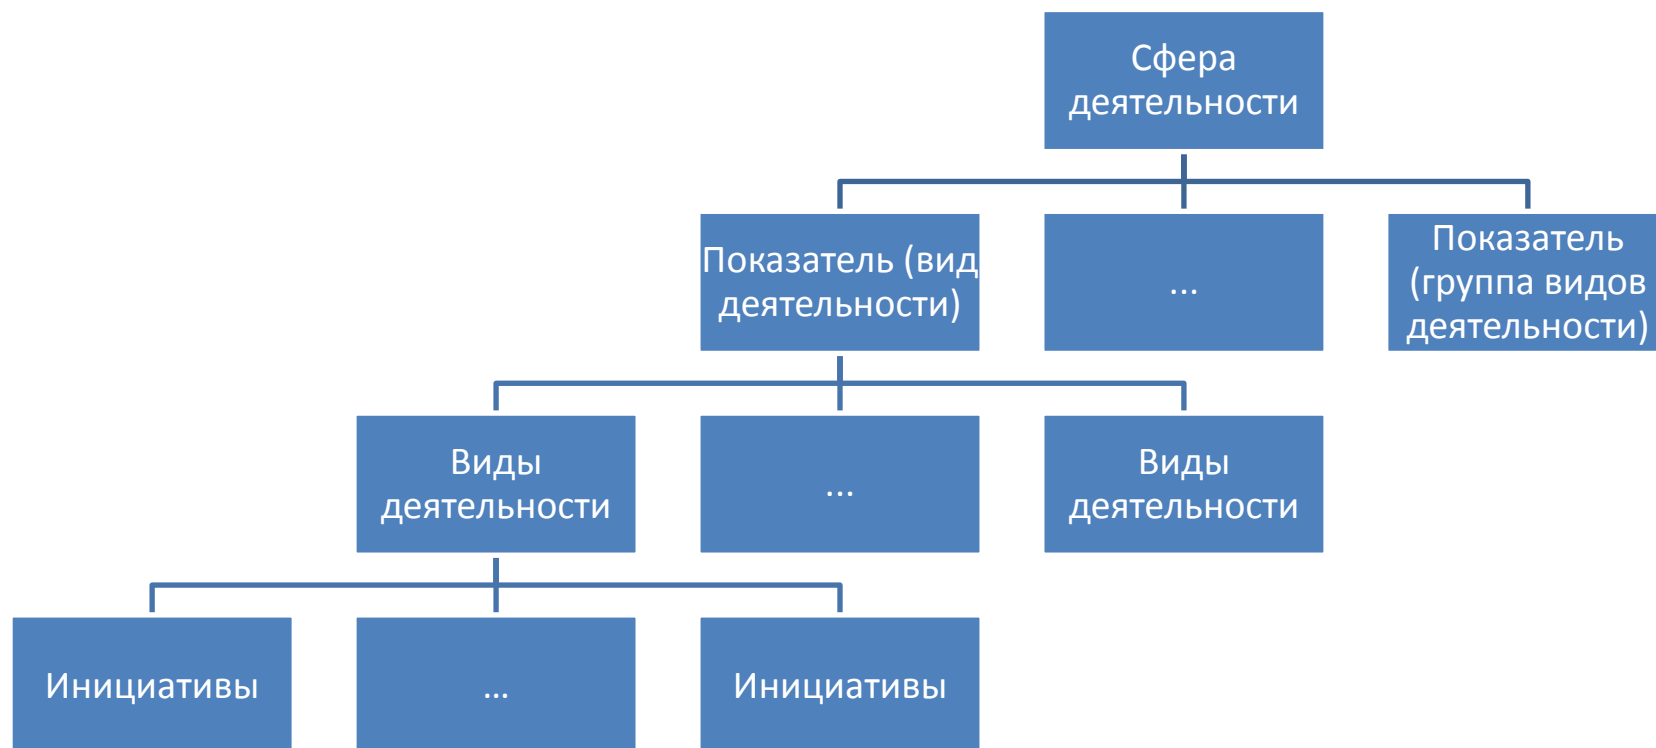 Сфера
деятельности
Показатель (вид
деятельности)
...
Показатель
(группа видов
деятельности)
Виды
деятельности
...
Виды
деятельности
Инициативы
...
Инициативы